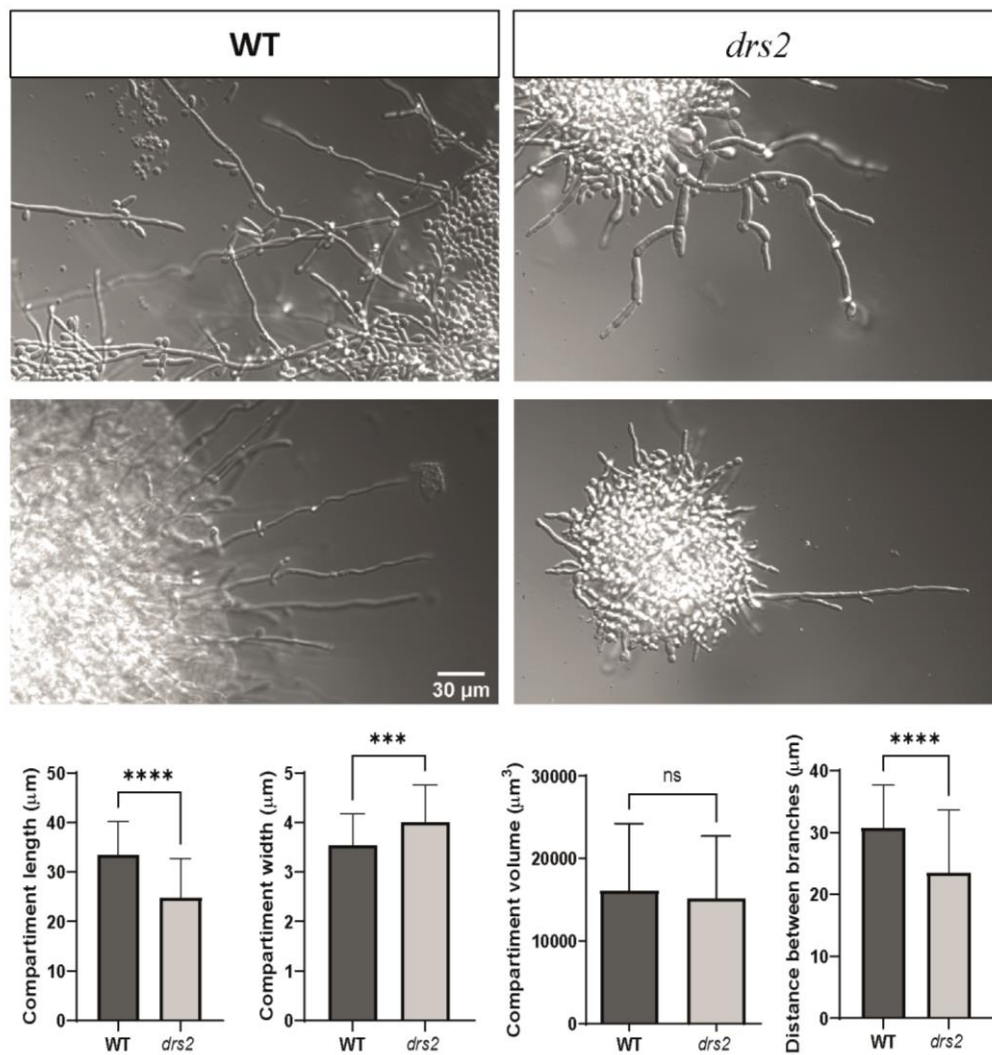 WT
drs2
30 µm
Compartiment length (µm)
50
40
30
20
10
0
****
WT
drs2
Compartiment width (µm)
5
4
3
2
1
0
***
WT
drs2
Compartiment volume (µm³)
30000
20000
10000
0
ns
WT
drs2
Distance between branches (µm)
40
30
20
10
0
****
WT
drs2